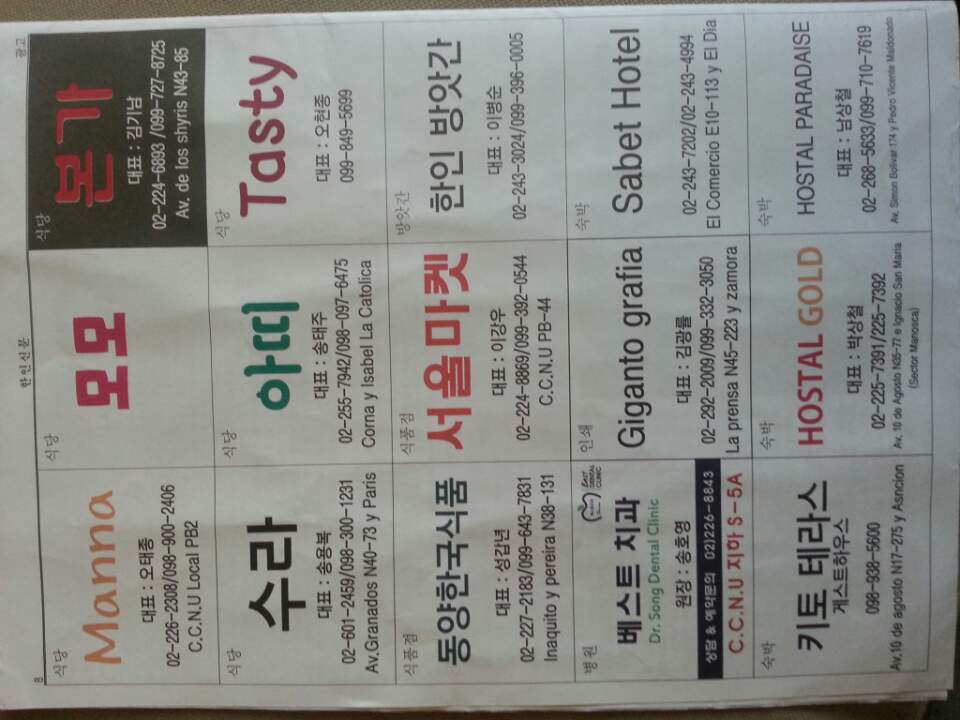 8
한인신문
광고
식당
Manna
대표 : 오태종
02-226-2308/098-900-2406
C.C.N.U Local PB2
식당
모모
식당
본가
대표 : 김기남
02-224-6893 /099-727-8725
Av. de los shyris N43-85
식당
수라
대표 : 송용복
02-601-2459/098-300-1231
Av.Granados N40-73 y Paris
식당
아띠
대표 : 송태주
02-255-7942/098-097-6475
Corna y Isabel La Catolica
식당
Tasty
대표 : 오현종
099-849-5699
식품점
동양한국식품
대표 : 성갑년
02-227-2183/099-643-7831
Inaquito y pereira N38-131
식품점
서울마켓
대표 : 이강우
02-224-8869/099-392-0544
C.C.N.U PB-44
방앗간
한인 방앗간
대표 : 이병순
02-243-3024/099-396-0005
병원
BEST DENTAL CLINIC
베스트 치과
Dr. Song Dental Clinic
원장 : 송호영
상담 & 예약문의 02)226-8843
C.C.N.U 지하 S-5A
인쇄
Giganto grafia
대표 : 김광률
02-292-2009/099-332-3050
La prensa N45-223 y zamora
숙박
Sabet Hotel
02-243-7202/02-243-4994
El Comercio E10-113 y El Dia
숙박
키토 테라스
게스트하우스
098-938-5600
Av.10 de agosto N17-275 y Asncion
숙박
HOSTAL GOLD
대표 : 박상철
02-225-7391/225-7392
Av. 10 de Agosto N35-77 e Ignacio San Maria
(Sector Manosca)
숙박
HOSTAL PARADAISE
대표 : 남상철
02-268-5633/099-710-7619
Av. Simon Bolivar 174 y Pedro Vicente Maldonado